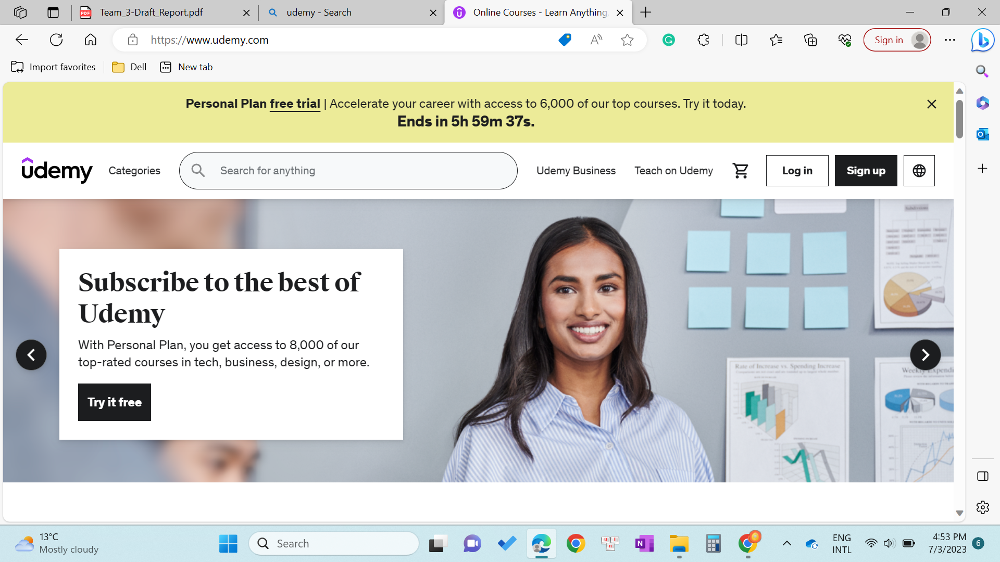 Team_3-Draft_Report.pdf
udemy - Search
Online Courses - Learn Anything,
https://www.udemy.com
Sign in
Import favorites
Dell
New tab
Personal Plan free trial | Accelerate your career with access to 6,000 of our top courses. Try it today.
Ends in 5h 59m 37s.
udemy
Categories
Search for anything
Udemy Business
Teach on Udemy
Log in
Sign up
Subscribe to the best of
Udemy
With Personal Plan, you get access to 8,000 of our
top-rated courses in tech, business, design, or more.
Try it free
Rate of Increase vs. Spending Increase
13°C
Mostly cloudy
Search
ENG
INTL
4:53 PM
7/3/2023
6